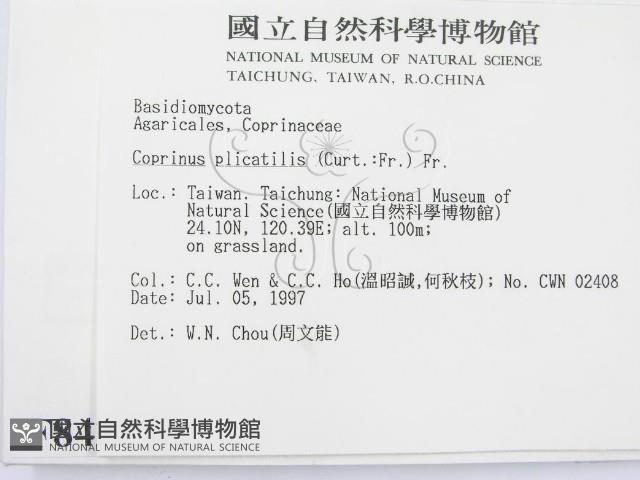 國立自然科學博物館
NATIONAL MUSEUM OF NATURAL SCIENCE
TAICHUNG, TAIWAN, R.O.CHINA
Basidiomycota
Agaricales, Coprinaceae
Coprinus plicatilis (Curt.:Fr.) Fr.
Loc.: Taiwan. Taichung: National Museum of
Natural Science(國立自然科學博物館)
24.10N, 120.39E; alt. 100m;
on grassland.
Col.: C.C. Wen & C.C. Ho(溫昭誠,何秋枝); No. CWN 02408
Date: Jul. 05, 1997
Det.: W.N. Chou(周文能)
84
國立自然科學博物館
NATIONAL MUSEUM OF NATURAL SCIENCE